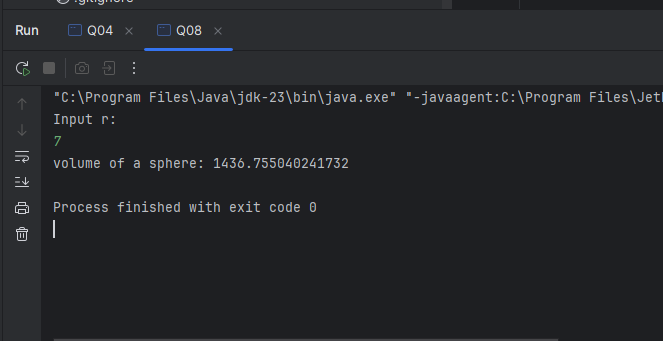 .gitignore
Run Q04 Q08
"C:\Program Files\Java\jdk-23\bin\java.exe" "-javaagent:C:\Program Files\Jet
Input r:
7
volume of a sphere: 1436.755040241732
Process finished with exit code 0